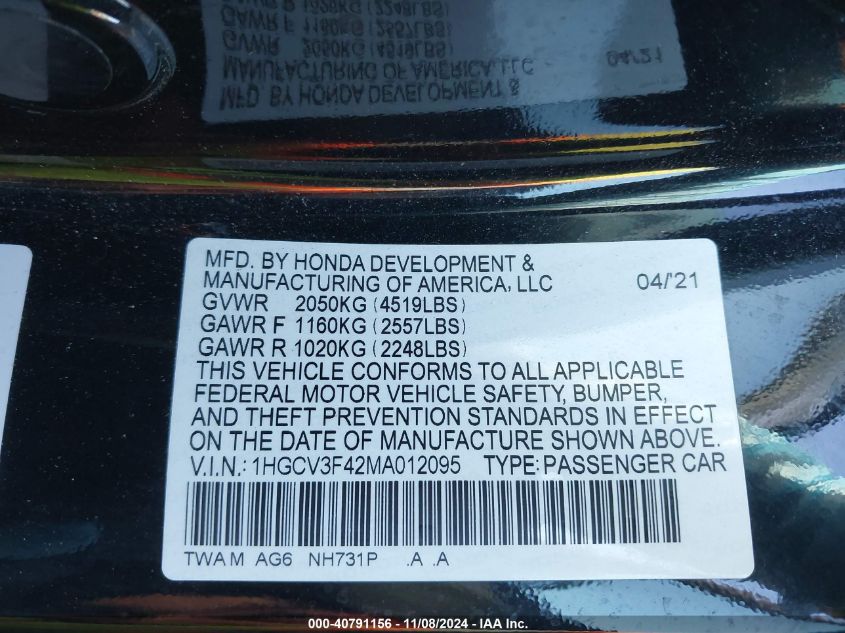 MFD. BY HONDA DEVELOPMENT &
MANUFACTURING OF AMERICA, LLC 04/'21
GVWR 2050KG (4519LBS)
GAWR F 1160KG (2557LBS)
GAWR R 1020KG (2248LBS)
THIS VEHICLE CONFORMS TO ALL APPLICABLE
FEDERAL MOTOR VEHICLE SAFETY, BUMPER,
AND THEFT PREVENTION STANDARDS IN EFFECT
ON THE DATE OF MANUFACTURE SHOWN ABOVE.
V.I.N.: 1HGCV3F42MA012095 TYPE: PASSENGER CAR
TWA M AG6 NH731P .A .A
000-40791156 - 11/08/2024 - IAA Inc.